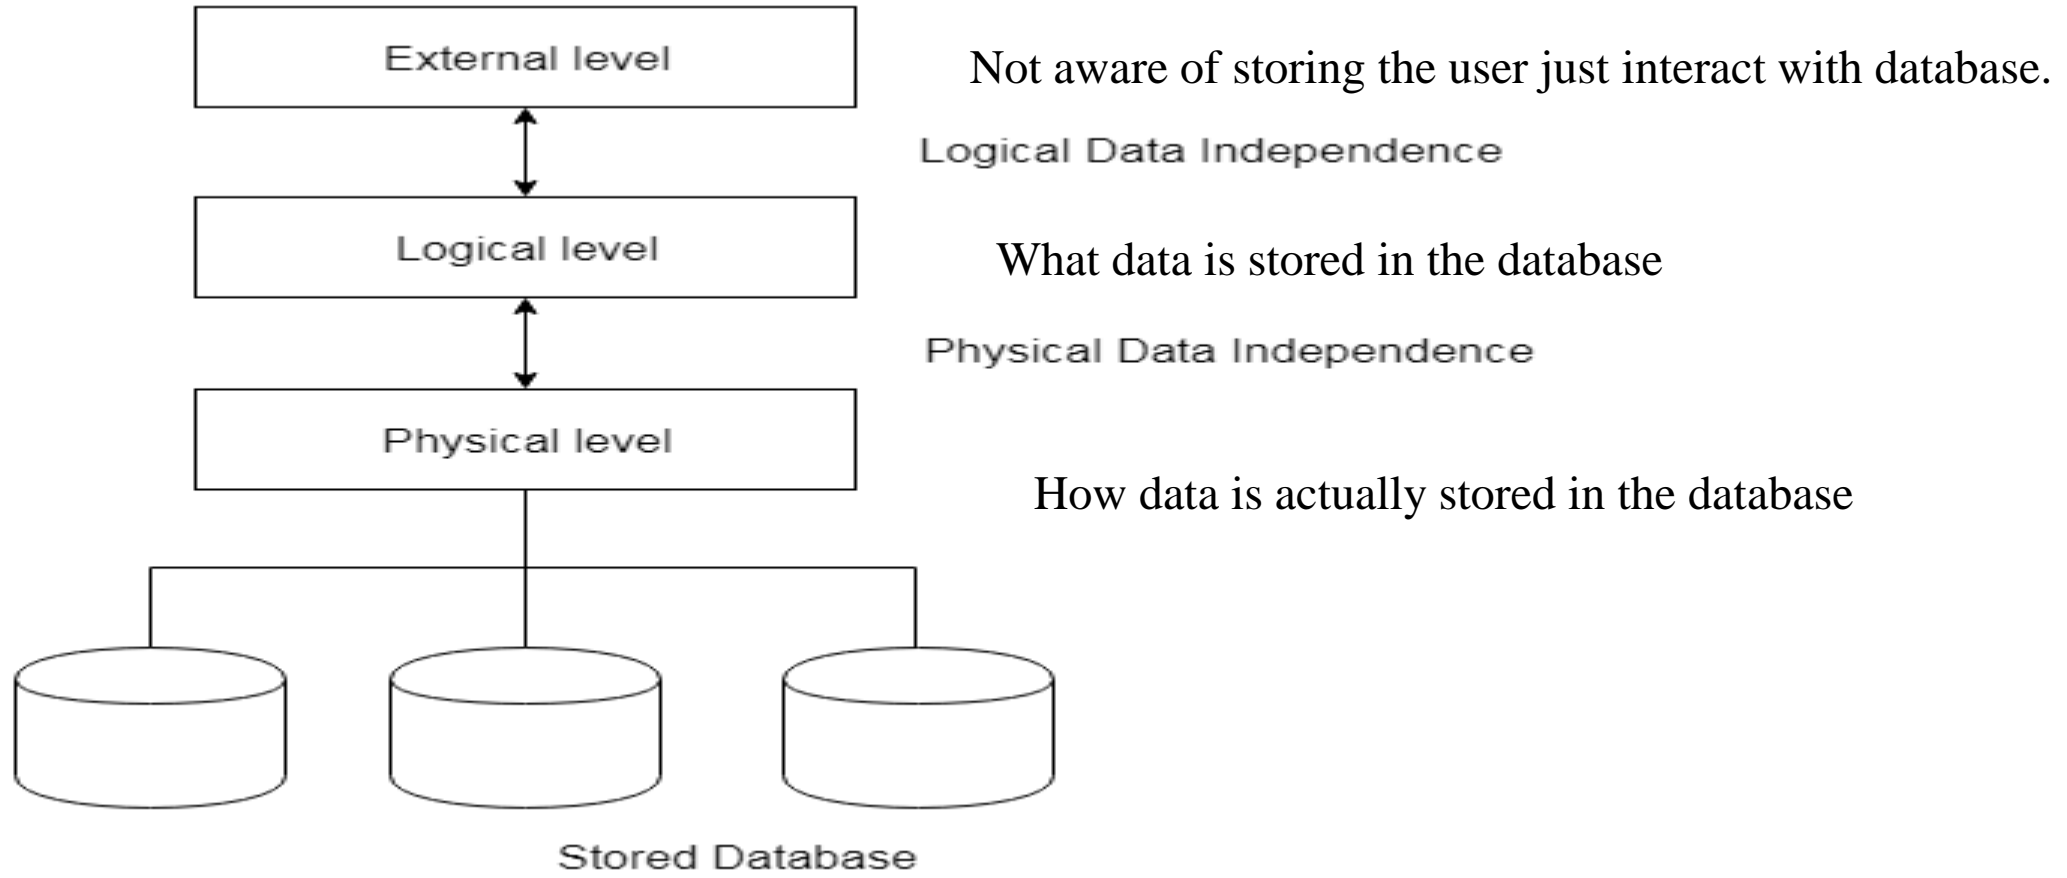 External level
Not aware of storing the user just interact with database.
Logical Data Independence
Logical level
What data is stored in the database
Physical Data Independence
Physical level
How data is actually stored in the database
Stored Database